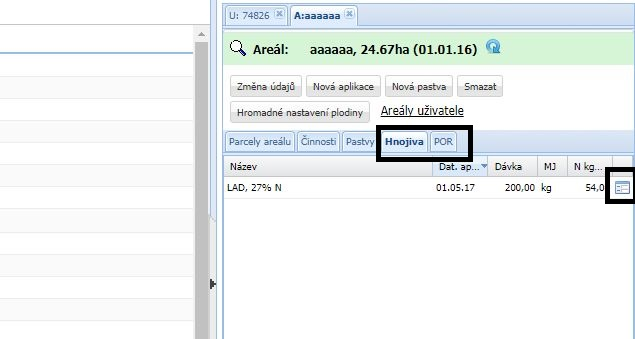 U: 74826 A:aaaaaa
Areál: aaaaaa, 24.67ha (01.01.16)
Změna údajů Nová aplikace Nová pastva Smazat
Hromadné nastavení plodiny Areály uživatele
Parcely areálu Činnosti Pastvy Hnojiva POR
Název Dat. ap... Dávka MJ N kg...
LAD, 27% N 01.05.17 200,00 kg 54,0